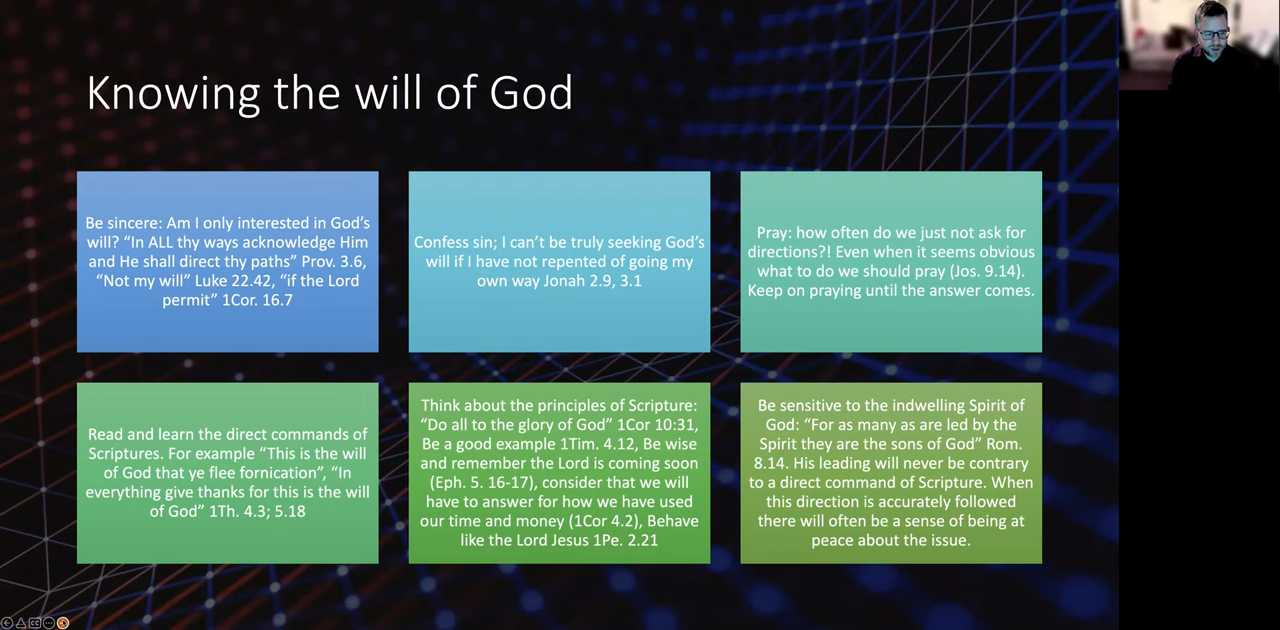 Knowing the will of God
Be sincere: Am I only interested in God’s
will? “In ALL thy ways acknowledge Him
and He shall direct thy paths” Prov. 3.6,
“Not my will” Luke 22.42, “if the Lord
permit” 1Cor. 16.7
Confess sin; I can’t be truly seeking God’s
will if I have not repented of going my
own way Jonah 2.9, 3.1
Pray: how often do we just not ask for
directions?! Even when it seems obvious
what to do we should pray (Jos. 9.14).
Keep on praying until the answer comes.
Read and learn the direct commands of
Scriptures. For example “This is the will
of God that ye flee fornication”, “In
everything give thanks for this is the will
of God” 1Th. 4.3; 5.18
Think about the principles of Scripture:
“Do all to the glory of God” 1Cor 10:31,
Be a good example 1Tim. 4.12, Be wise
and remember the Lord is coming soon
(Eph. 5. 16-17), consider that we will
have to answer for how we have used
our time and money (1Cor 4.2), Behave
like the Lord Jesus 1Pe. 2.21
Be sensitive to the indwelling Spirit of
God: “For as many as are led by the
Spirit they are the sons of God” Rom.
8.14. His leading will never be contrary
to a direct command of Scripture. When
this direction is accurately followed
there will often be a sense of being at
peace about the issue.